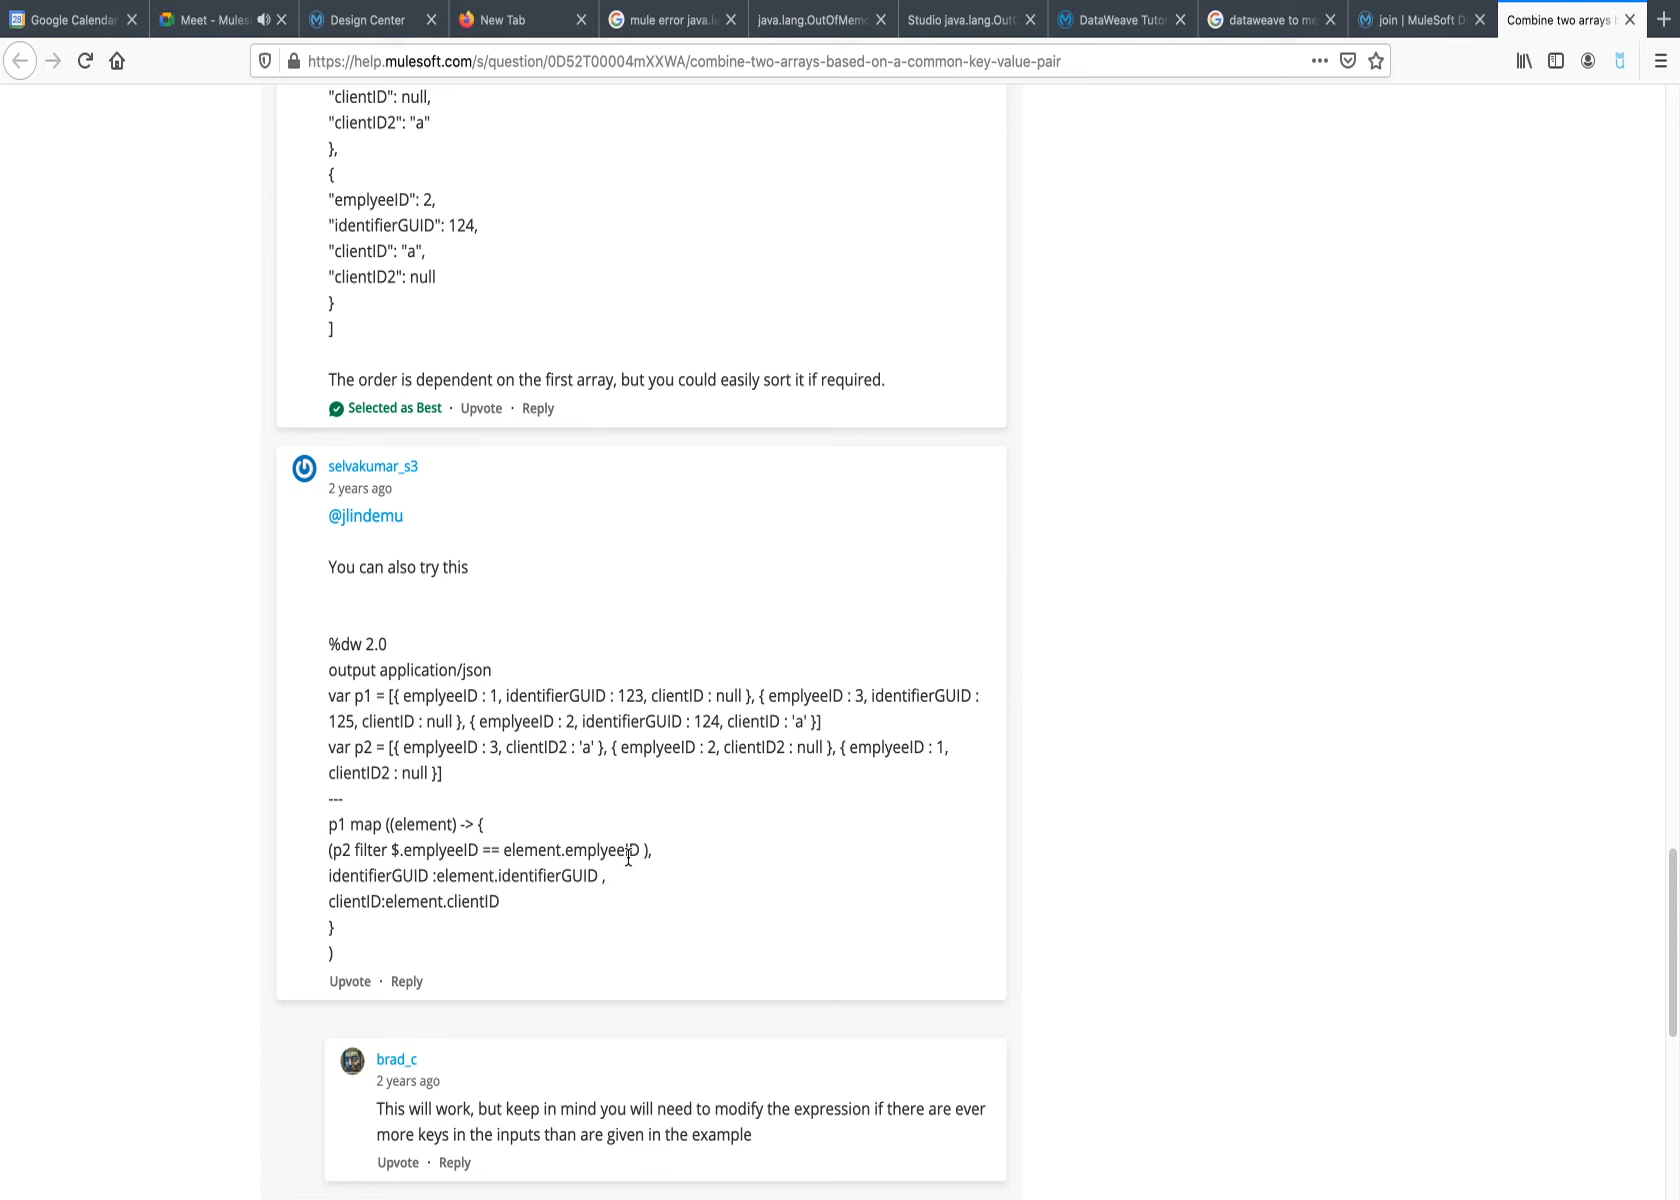 Google Calendar
Meet - Mules
Design Center
New Tab
mule error java.la
java.lang.OutOfMemo
Studio java.lang.Out
DataWeave Tuto
dataweave to me
join | MuleSoft D
Combine two arrays
https://help.mulesoft.com/s/question/0D52T00004mXXWA/combine-two-arrays-based-on-a-common-key-value-pair
"clientID": null,
"clientID2": "a"
},
{
"emplyeeID": 2,
"identifierGUID": 124,
"clientID": "a",
"clientID2": null
}
]
The order is dependent on the first array, but you could easily sort it if required.
Selected as Best · Upvote · Reply
selvakumar_s3
2 years ago
@jlindemu
You can also try this
%dw 2.0
output application/json
var p1 = [{ emplyeeID : 1, identifierGUID : 123, clientID : null }, { emplyeeID : 3, identifierGUID :
125, clientID : null }, { emplyeeID : 2, identifierGUID : 124, clientID : 'a' }]
var p2 = [{ emplyeeID : 3, clientID2 : 'a' }, { emplyeeID : 2, clientID2 : null }, { emplyeeID : 1,
clientID2 : null }]
---
p1 map ((element) -> {
(p2 filter $.emplyeeID == element.emplyeeID ),
identifierGUID :element.identifierGUID ,
clientID:element.clientID
}
)
Upvote · Reply
brad_c
2 years ago
This will work, but keep in mind you will need to modify the expression if there are ever
more keys in the inputs than are given in the example
Upvote · Reply